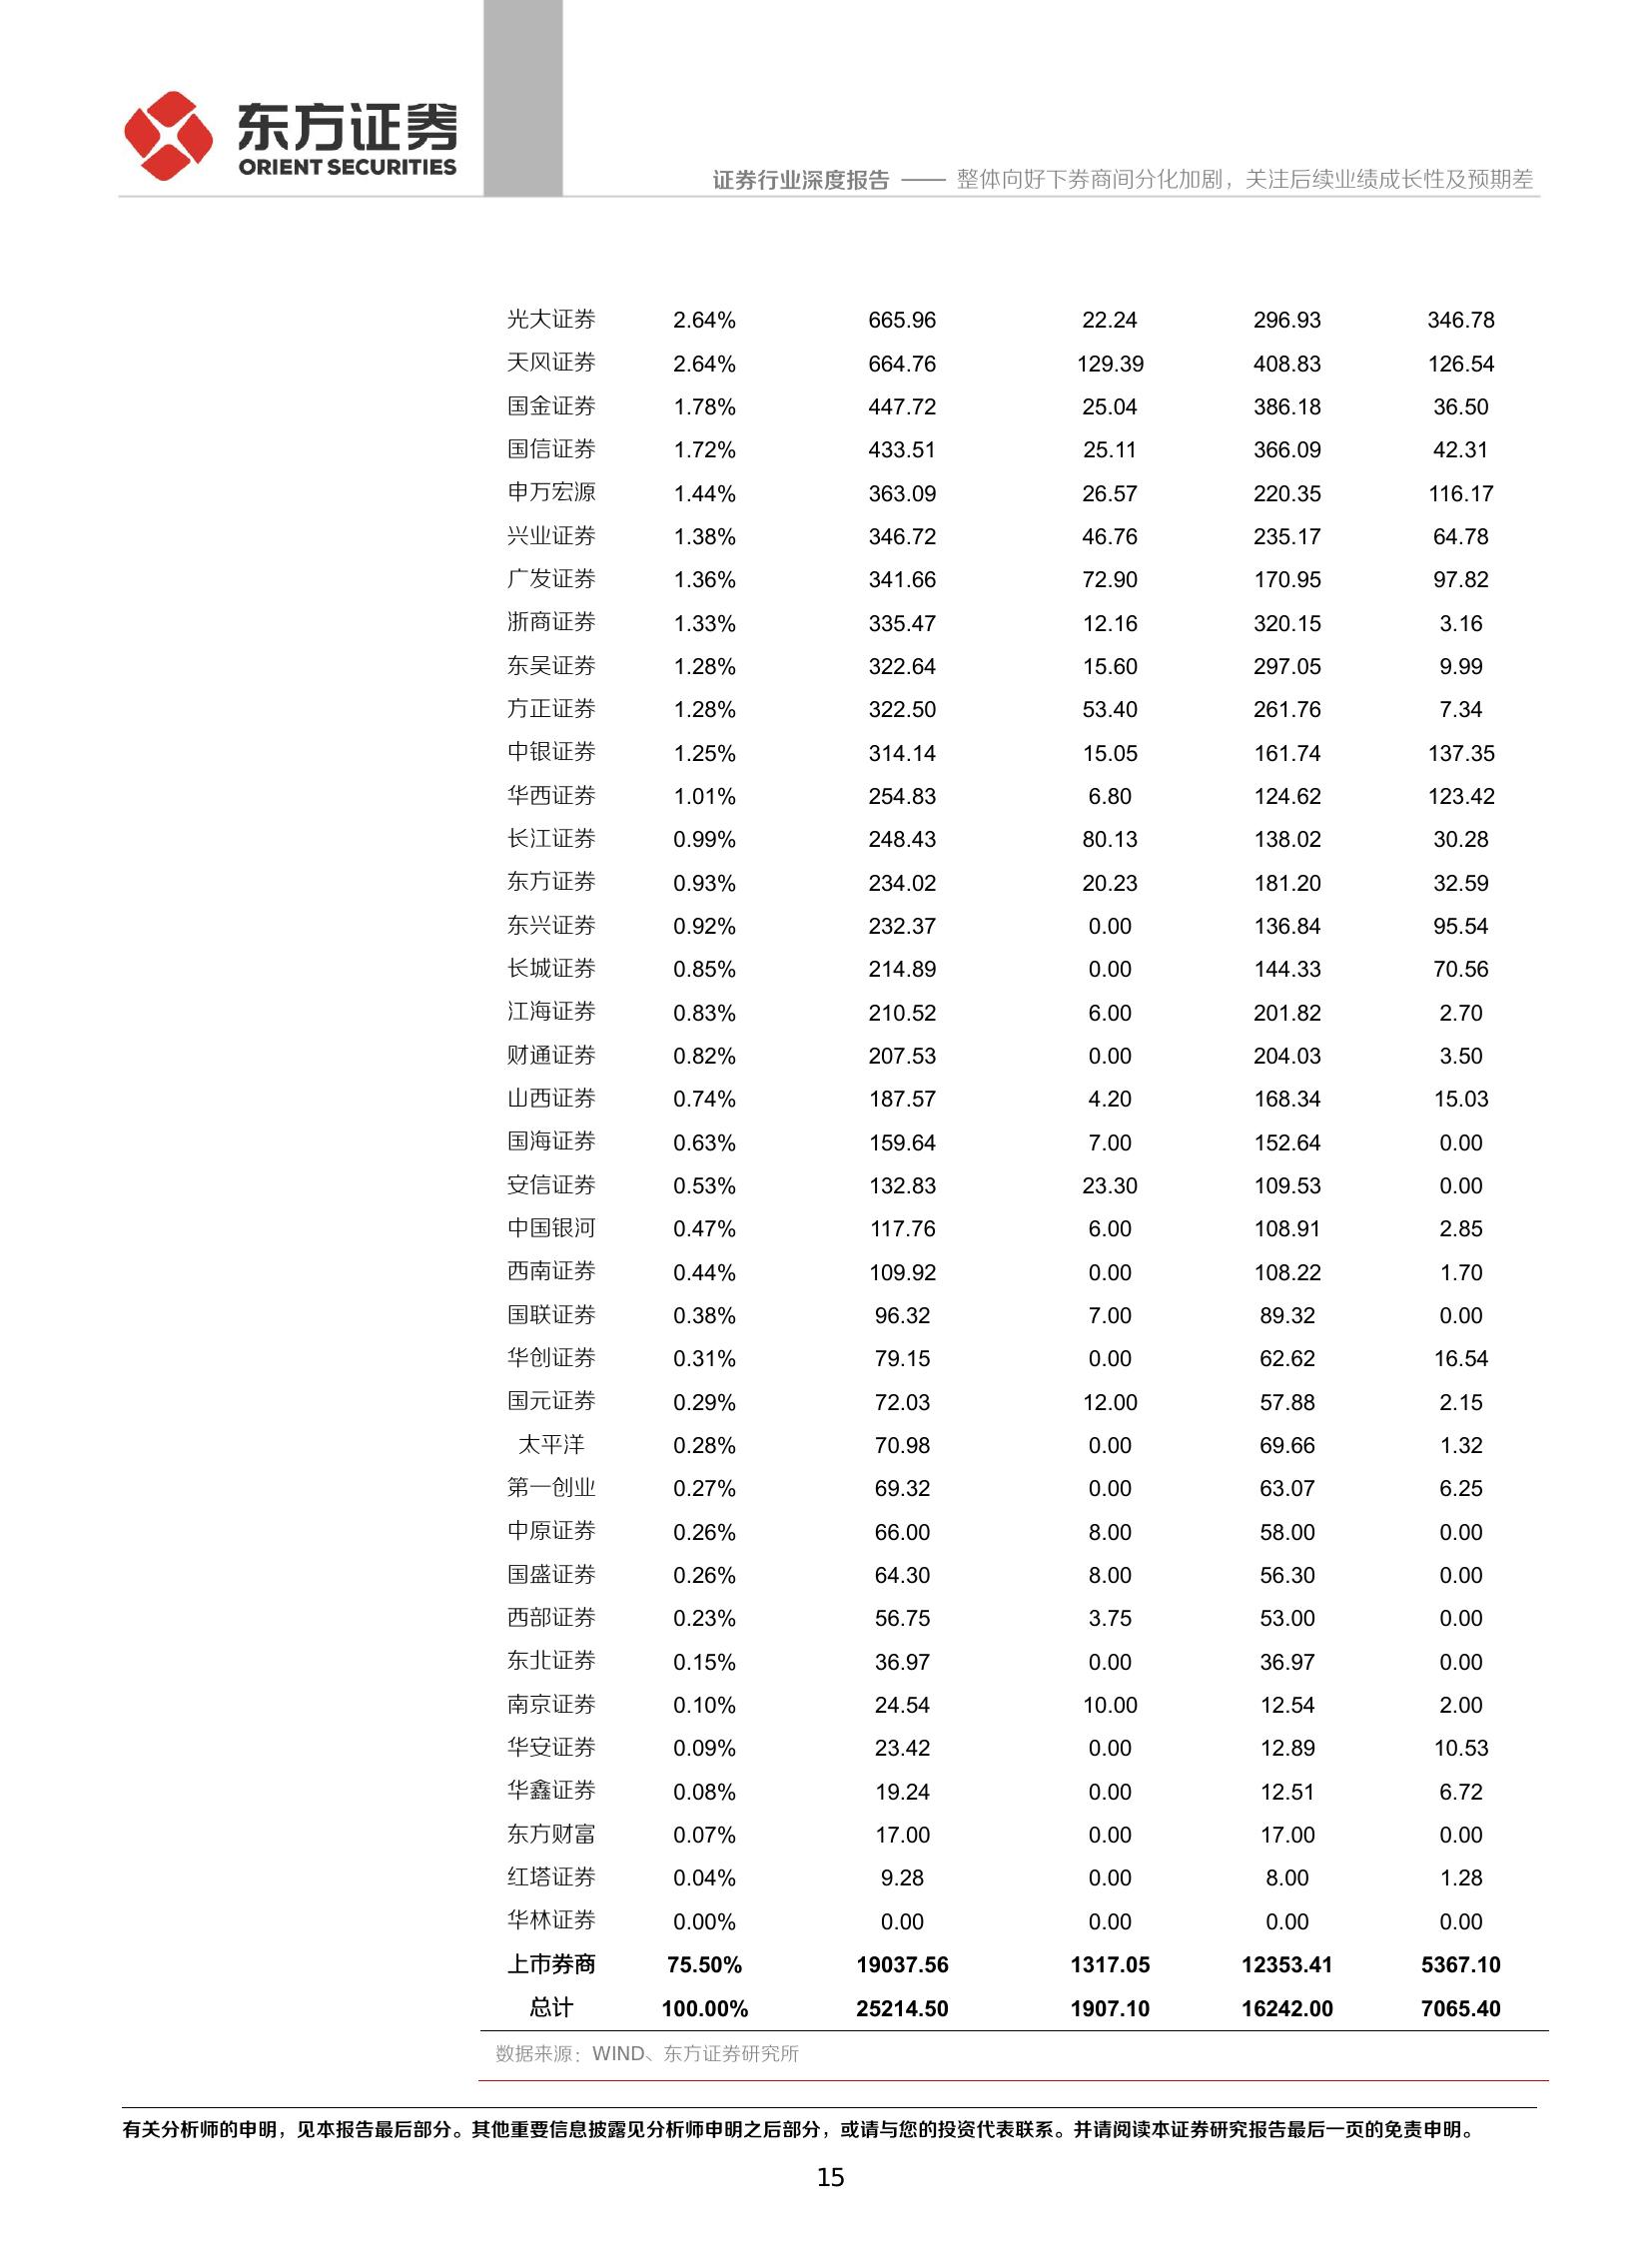 东方证券
ORIENT SECURITIES
证券行业深度报告 —— 整体向好下券商间分化加剧，关注后续业绩成长性及预期差
光大证券 2.64% 665.96 22.24 296.93 346.78
天风证券 2.64% 664.76 129.39 408.83 126.54
国金证券 1.78% 447.72 25.04 386.18 36.50
国信证券 1.72% 433.51 25.11 366.09 42.31
申万宏源 1.44% 363.09 26.57 220.35 116.17
兴业证券 1.38% 346.72 46.76 235.17 64.78
广发证券 1.36% 341.66 72.90 170.95 97.82
浙商证券 1.33% 335.47 12.16 320.15 3.16
东吴证券 1.28% 322.64 15.60 297.05 9.99
方正证券 1.28% 322.50 53.40 261.76 7.34
中银证券 1.25% 314.14 15.05 161.74 137.35
华西证券 1.01% 254.83 6.80 124.62 123.42
长江证券 0.99% 248.43 80.13 138.02 30.28
东方证券 0.93% 234.02 20.23 181.20 32.59
东兴证券 0.92% 232.37 0.00 136.84 95.54
长城证券 0.85% 214.89 0.00 144.33 70.56
江海证券 0.83% 210.52 6.00 201.82 2.70
财通证券 0.82% 207.53 0.00 204.03 3.50
山西证券 0.74% 187.57 4.20 168.34 15.03
国海证券 0.63% 159.64 7.00 152.64 0.00
安信证券 0.53% 132.83 23.30 109.53 0.00
中国银河 0.47% 117.76 6.00 108.91 2.85
西南证券 0.44% 109.92 0.00 108.22 1.70
国联证券 0.38% 96.32 7.00 89.32 0.00
华创证券 0.31% 79.15 0.00 62.62 16.54
国元证券 0.29% 72.03 12.00 57.88 2.15
太平洋 0.28% 70.98 0.00 69.66 1.32
第一创业 0.27% 69.32 0.00 63.07 6.25
中原证券 0.26% 66.00 8.00 58.00 0.00
国盛证券 0.26% 64.30 8.00 56.30 0.00
西部证券 0.23% 56.75 3.75 53.00 0.00
东北证券 0.15% 36.97 0.00 36.97 0.00
南京证券 0.10% 24.54 10.00 12.54 2.00
华安证券 0.09% 23.42 0.00 12.89 10.53
华鑫证券 0.08% 19.24 0.00 12.51 6.72
东方财富 0.07% 17.00 0.00 17.00 0.00
红塔证券 0.04% 9.28 0.00 8.00 1.28
华林证券 0.00% 0.00 0.00 0.00 0.00
上市券商 75.50% 19037.56 1317.05 12353.41 5367.10
总计 100.00% 25214.50 1907.10 16242.00 7065.40
数据来源：WIND、东方证券研究所
有关分析师的申明，见本报告最后部分。其他重要信息披露见分析师申明之后部分，或请与您的投资代表联系。并请阅读本证券研究报告最后一页的免责申明。
15